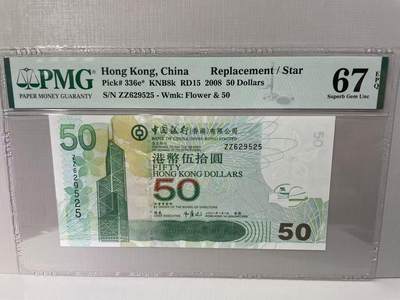 PMG
PAPER MONEY GUARANTY
Hong Kong, China Replacement / Star
Pick# 336e* KNB8k RD15 2008 50 Dollars
S/N ZZ629525 - Wmk: Flower & 50
67 EPQ
Superb Gem Unc
50
中國銀行(香港)有限公司
BANK OF CHINA (HONG KONG) LIMITED
ZZ629525
港幣伍拾圓
FIFTY
HONG KONG DOLLARS
50
ZZ629525
50
50